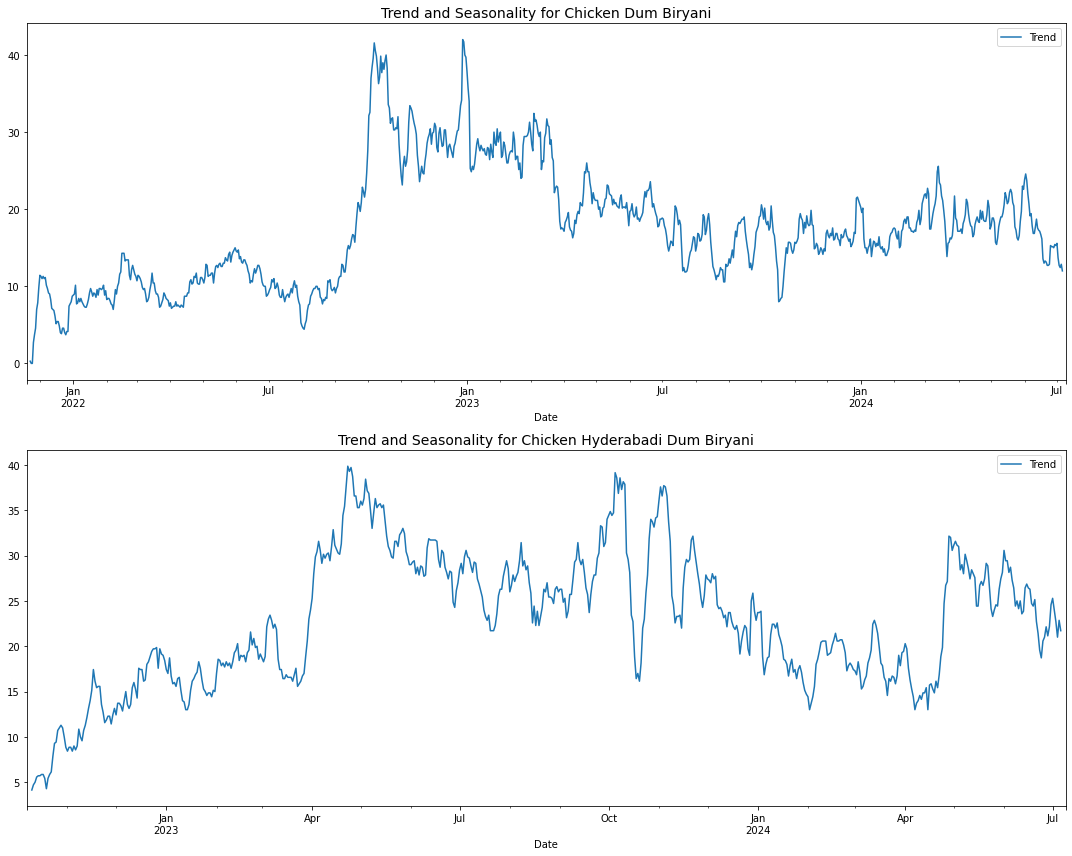 Trend and Seasonality for Chicken Dum Biryani
Trend
40
30
20
10
0
Jan
2022
Jul
Jan
2023
Jul
Jan
2024
Jul
Date
Trend and Seasonality for Chicken Hyderabadi Dum Biryani
Trend
40
35
30
25
20
15
10
5
Jan
2023
Apr
Jul
Oct
Jan
2024
Apr
Jul
Date